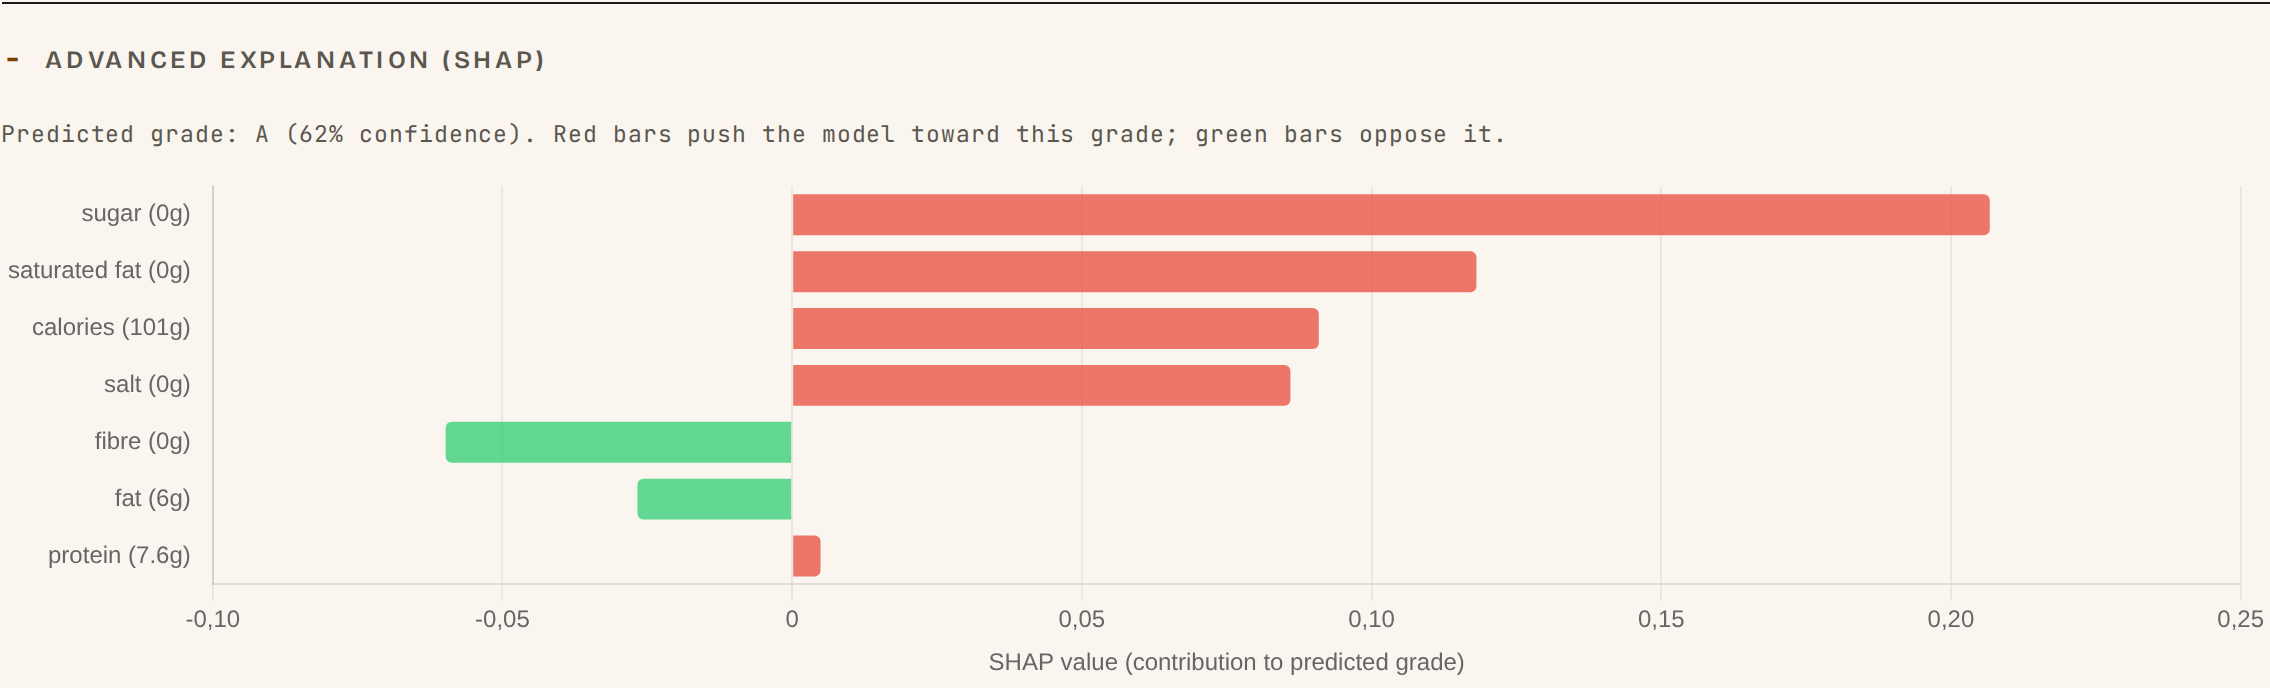 - ADVANCED EXPLANATION (SHAP)
Predicted grade: A (62% confidence). Red bars push the model toward this grade; green bars oppose it.
sugar (0g)
saturated fat (0g)
calories (101g)
salt (0g)
fibre (0g)
fat (6g)
protein (7.6g)
-0,10 -0,05 0 0,05 0,10 0,15 0,20 0,25
SHAP value (contribution to predicted grade)